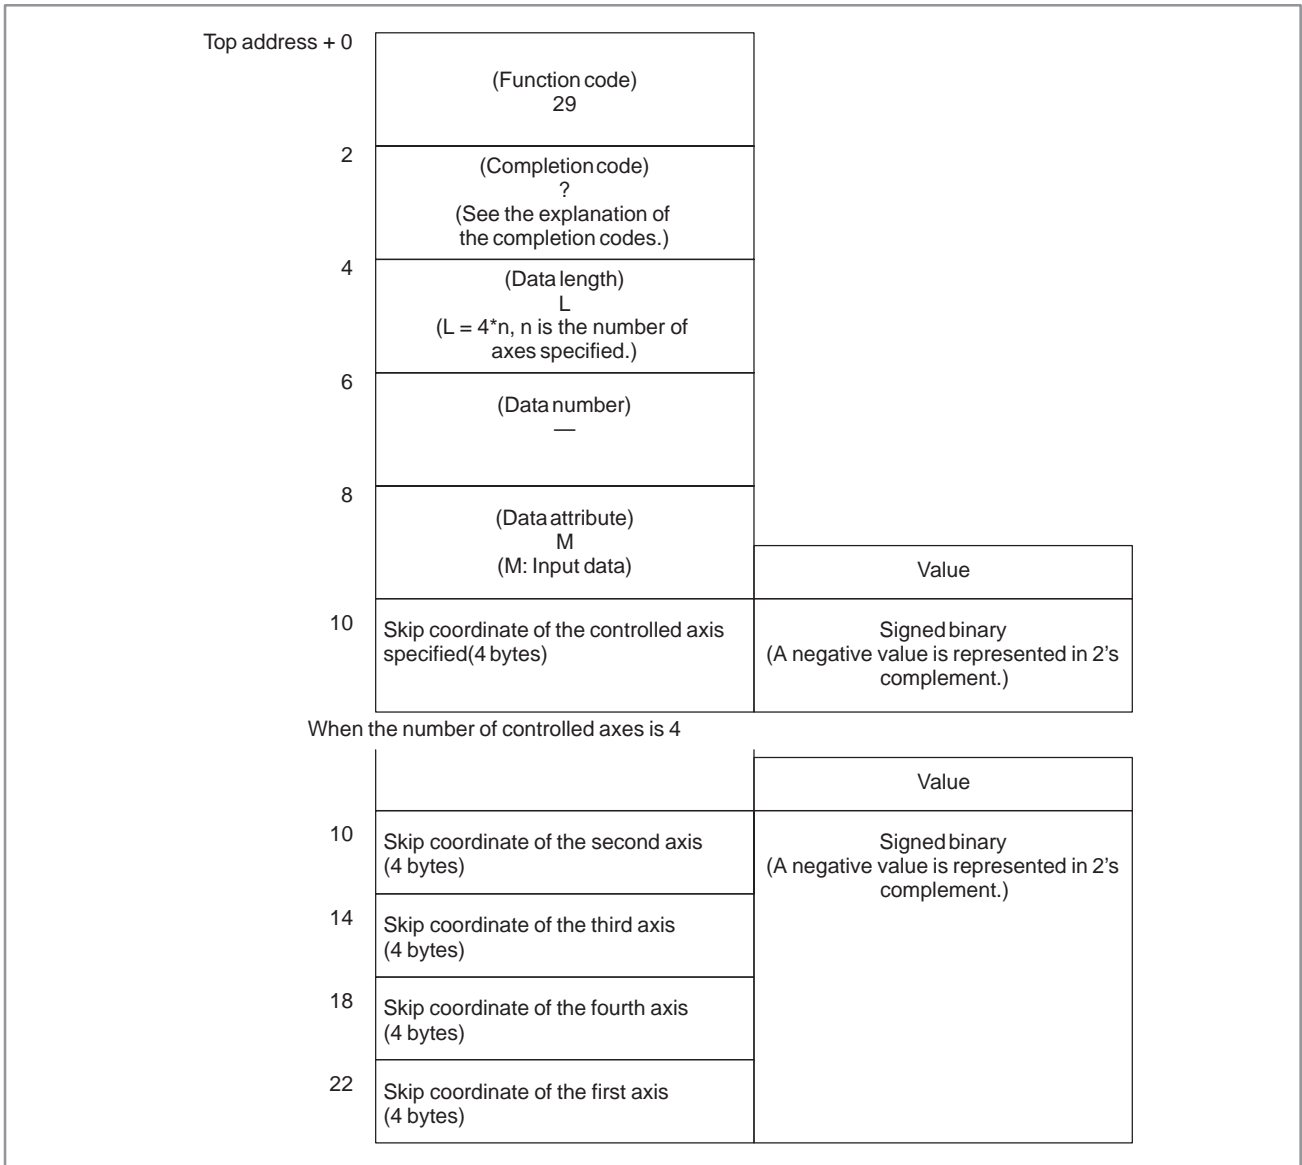 Top address + 0
(Function code)
29
2
(Completion code)
?
(See the explanation of
the completion codes.)
4
(Data length)
L
(L = 4*n, n is the number of
axes specified.)
6
(Data number)
—
8
(Data attribute)
M
(M: Input data)
Value
10
Skip coordinate of the controlled axis
specified(4 bytes)
Signed binary
(A negative value is represented in 2's
complement.)
When the number of controlled axes is 4
Value
10
Skip coordinate of the second axis
(4 bytes)
Signed binary
(A negative value is represented in 2's
complement.)
14
Skip coordinate of the third axis
(4 bytes)
18
Skip coordinate of the fourth axis
(4 bytes)
22
Skip coordinate of the first axis
(4 bytes)